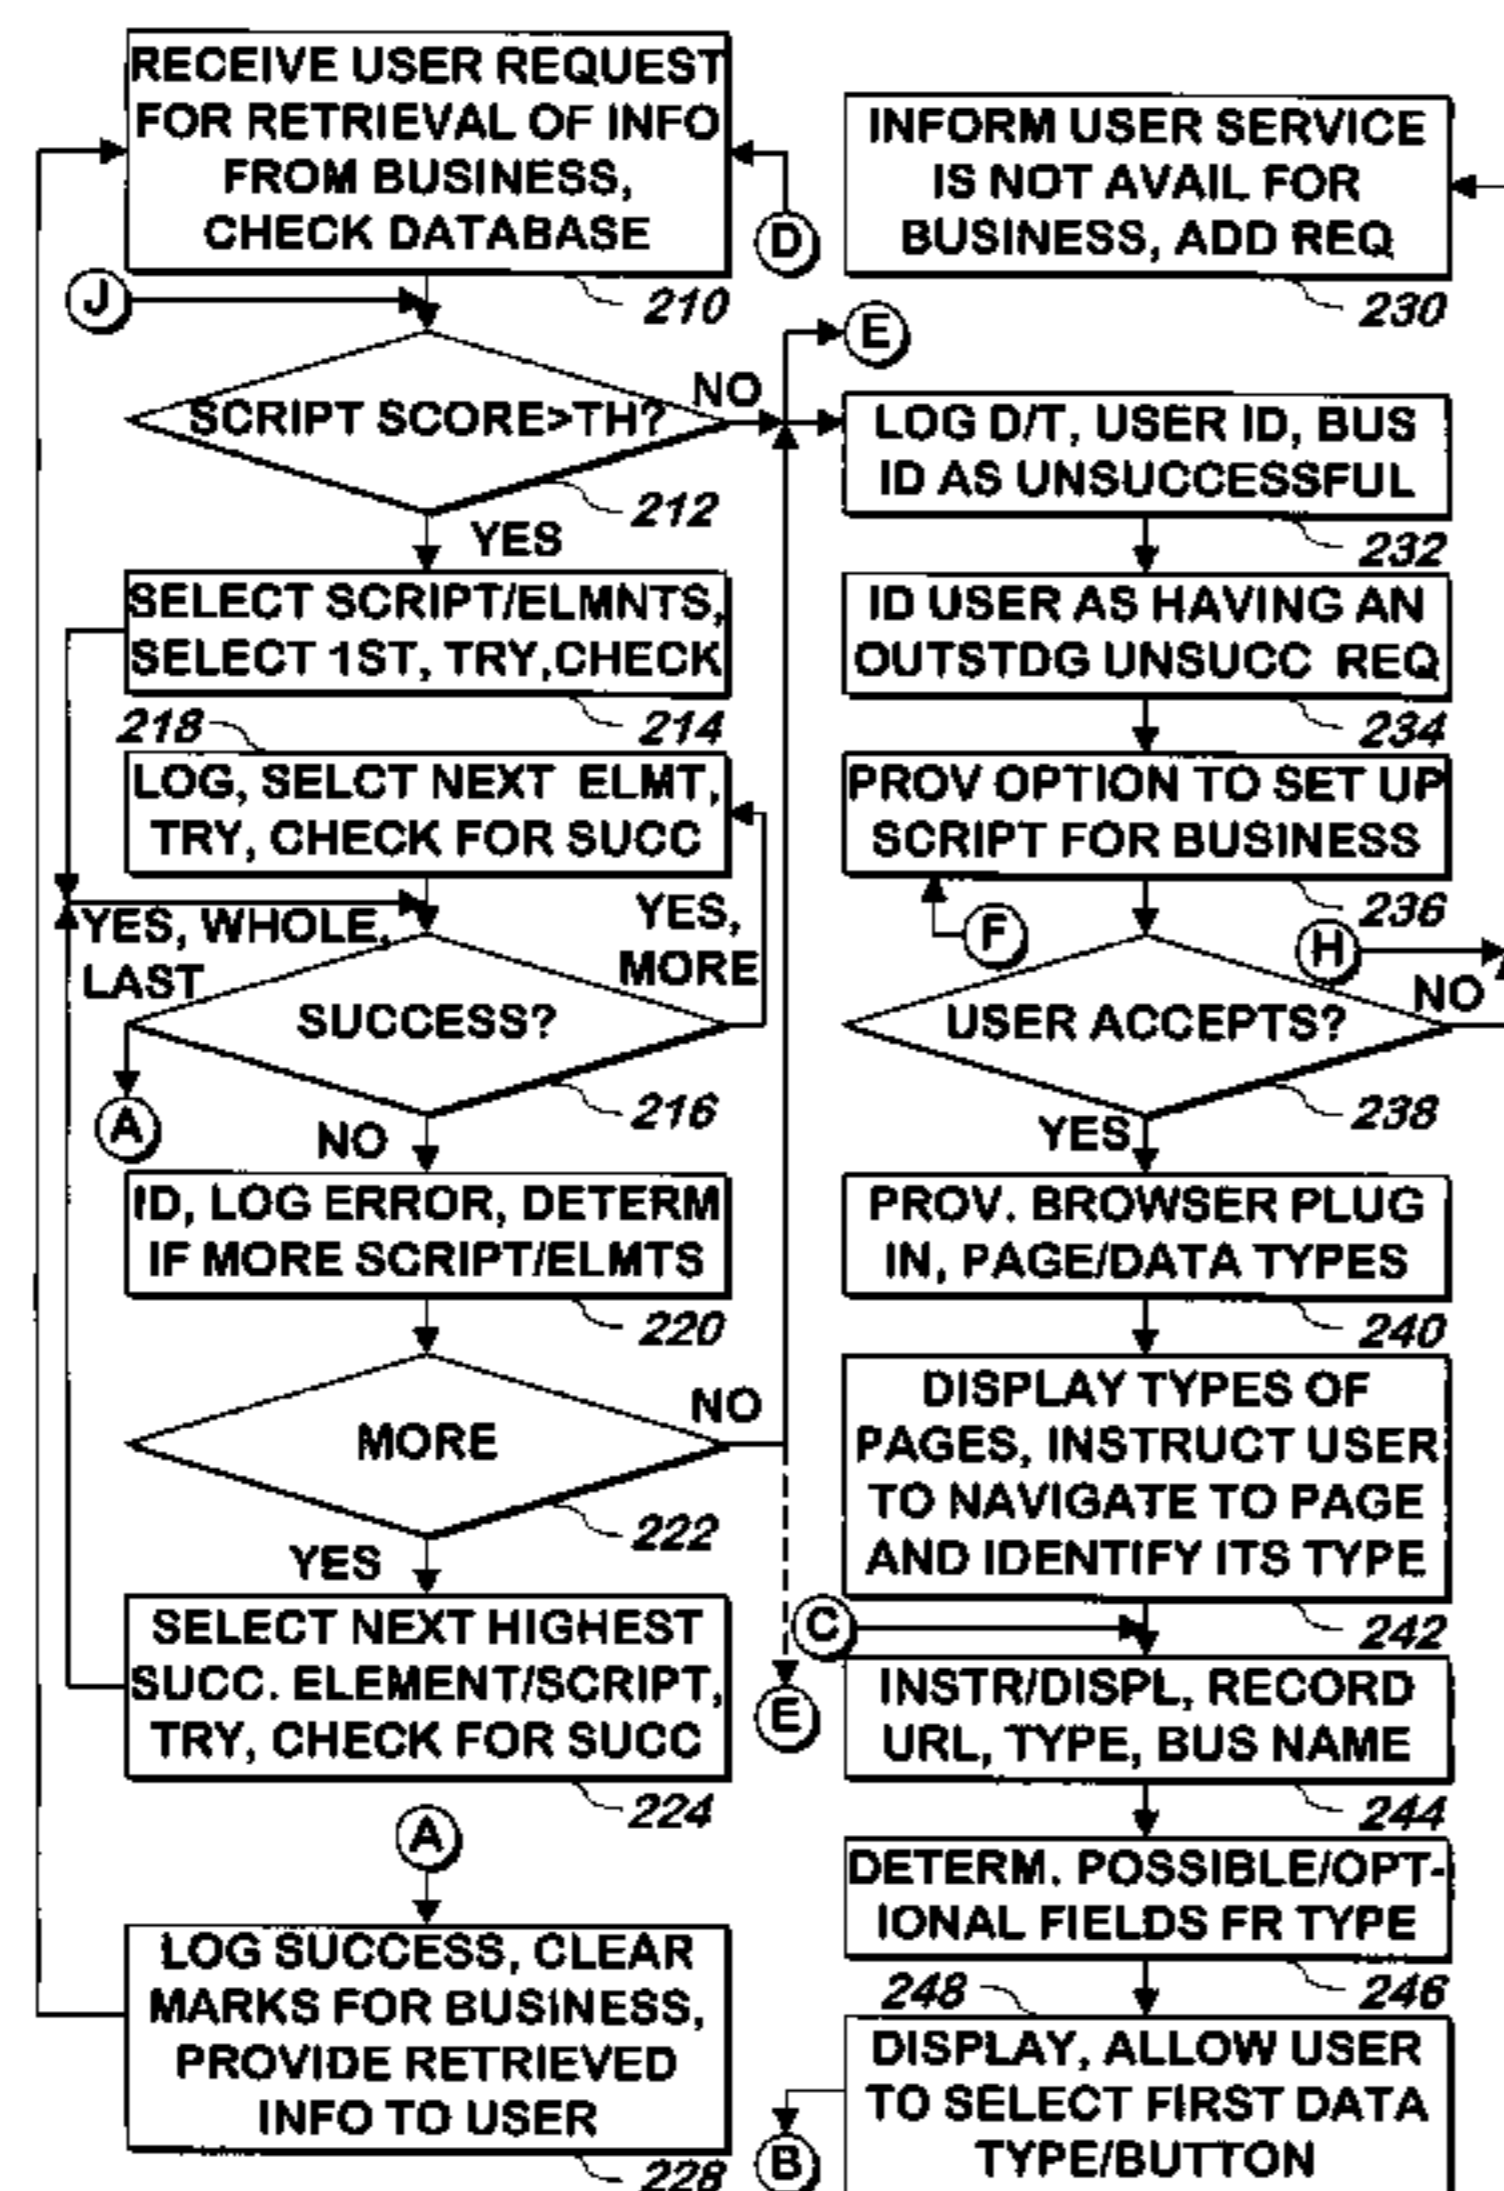 RECEIVE USER REQUEST
FOR RETRIEVAL OF INFO
FROM BUSINESS,
CHECK DATABASE
D
J
210
SCRIPT SCORE>TH?
NO
212
YES
SELECT SCRIPT/ELMNTS,
SELECT 1ST, TRY,CHECK
218
214
LOG, SELCT NEXT ELMT,
TRY, CHECK FOR SUCC
YES, WHOLE,
LAST
YES,
MORE
SUCCESS?
A
216
NO
ID, LOG ERROR, DETERM
IF MORE SCRIPT/ELMTS
220
MORE
NO
222
YES
SELECT NEXT HIGHEST
SUCC. ELEMENT/SCRIPT,
TRY, CHECK FOR SUCC
E
224
A
LOG SUCCESS, CLEAR
MARKS FOR BUSINESS,
PROVIDE RETRIEVED
INFO TO USER
228
INFORM USER SERVICE
IS NOT AVAIL FOR
BUSINESS, ADD REQ
230
E
LOG D/T, USER ID, BUS
ID AS UNSUCCESSFUL
232
ID USER AS HAVING AN
OUTSTDG UNSUCC REQ
234
PROV OPTION TO SET UP
SCRIPT FOR BUSINESS
236
F
H
NO
USER ACCEPTS?
238
YES
PROV. BROWSER PLUG
IN, PAGE/DATA TYPES
240
DISPLAY TYPES OF
PAGES, INSTRUCT USER
TO NAVIGATE TO PAGE
AND IDENTIFY ITS TYPE
C
242
INSTR/DISPL, RECORD
URL, TYPE, BUS NAME
244
DETERM. POSSIBLE/OPT-
IONAL FIELDS FR TYPE
248
246
DISPLAY, ALLOW USER
TO SELECT FIRST DATA
TYPE/BUTTON
B